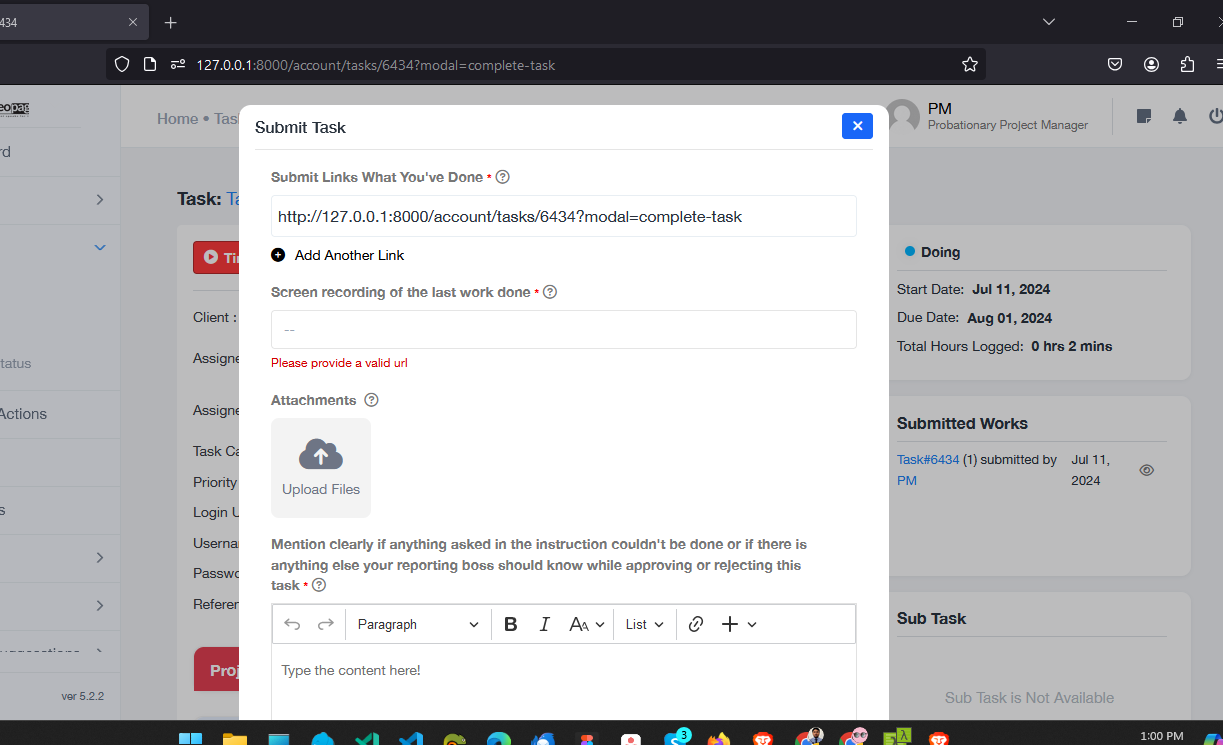 434
127.0.0.1:8000/account/tasks/6434?modal=complete-task
Home • Tas
PM
Probationary Project Manager
rd
tatus
Actions
s
ver 5.2.2
Task: Ta
Tir
Client :
Assigne
Assigne
Task Ca
Priority
Login U
Userna
Passwo
Referen
Proj
Submit Task
Submit Links What You've Done *
http://127.0.0.1:8000/account/tasks/6434?modal=complete-task
Add Another Link
Screen recording of the last work done *
--
Please provide a valid url
Attachments
Upload Files
Mention clearly if anything asked in the instruction couldn't be done or if there is
anything else your reporting boss should know while approving or rejecting this
task *
Paragraph
B I AA List
Type the content here!
Doing
Start Date: Jul 11, 2024
Due Date: Aug 01, 2024
Total Hours Logged: 0 hrs 2 mins
Submitted Works
Task#6434 (1) submitted by Jul 11,
PM 2024
Sub Task
Sub Task is Not Available
3
1:00 PM